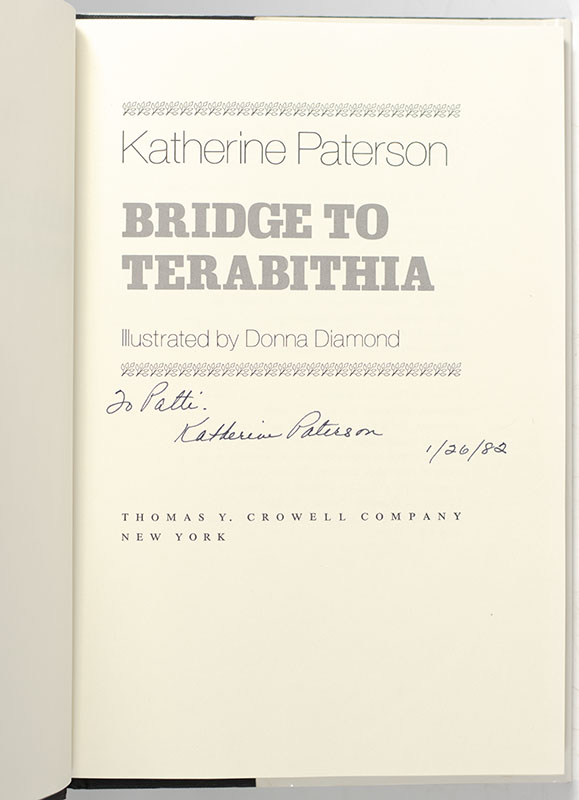 Katherine Paterson
BRIDGE TO
TERABITHIA
Illustrated by Donna Diamond
To Patti.
Katherine Paterson
1/26/82
THOMAS Y. CROWELL COMPANY
NEW YORK